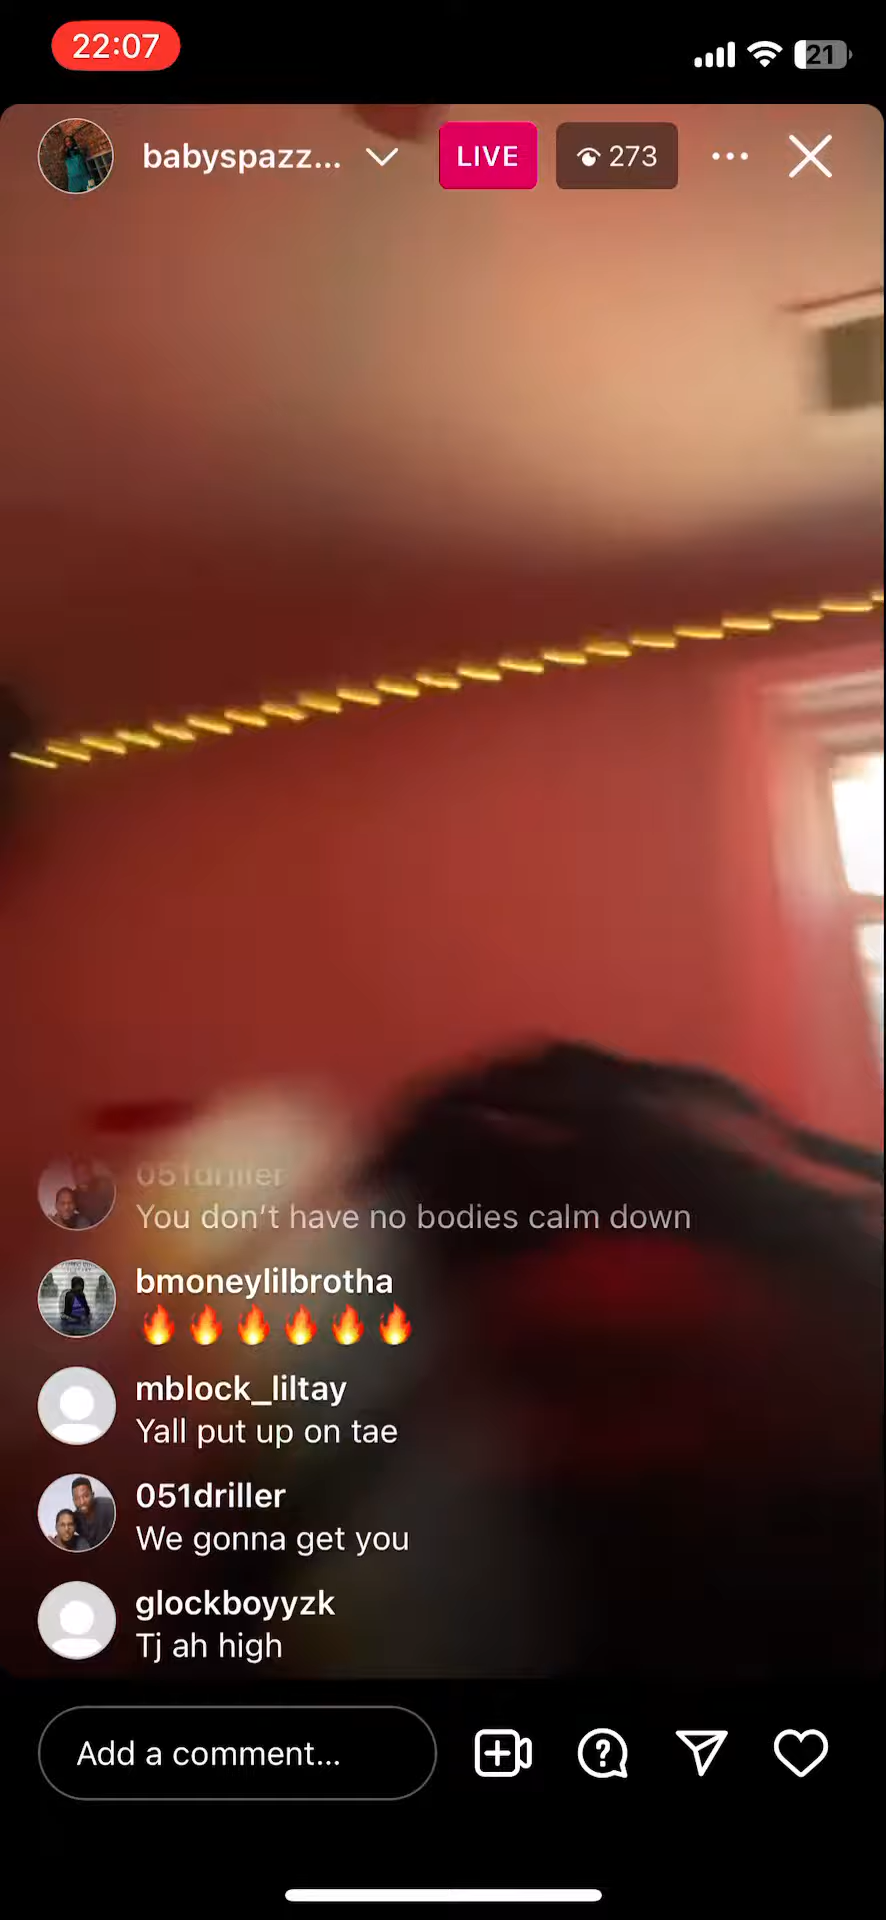 22:07
21
babyspazz...
LIVE
273
051driller
You don’t have no bodies calm down
bmoneylilbrotha
🔥🔥🔥🔥🔥🔥
mblock_liltay
Yall put up on tae
051driller
We gonna get you
glockboyyzk
Tj ah high
Add a comment...